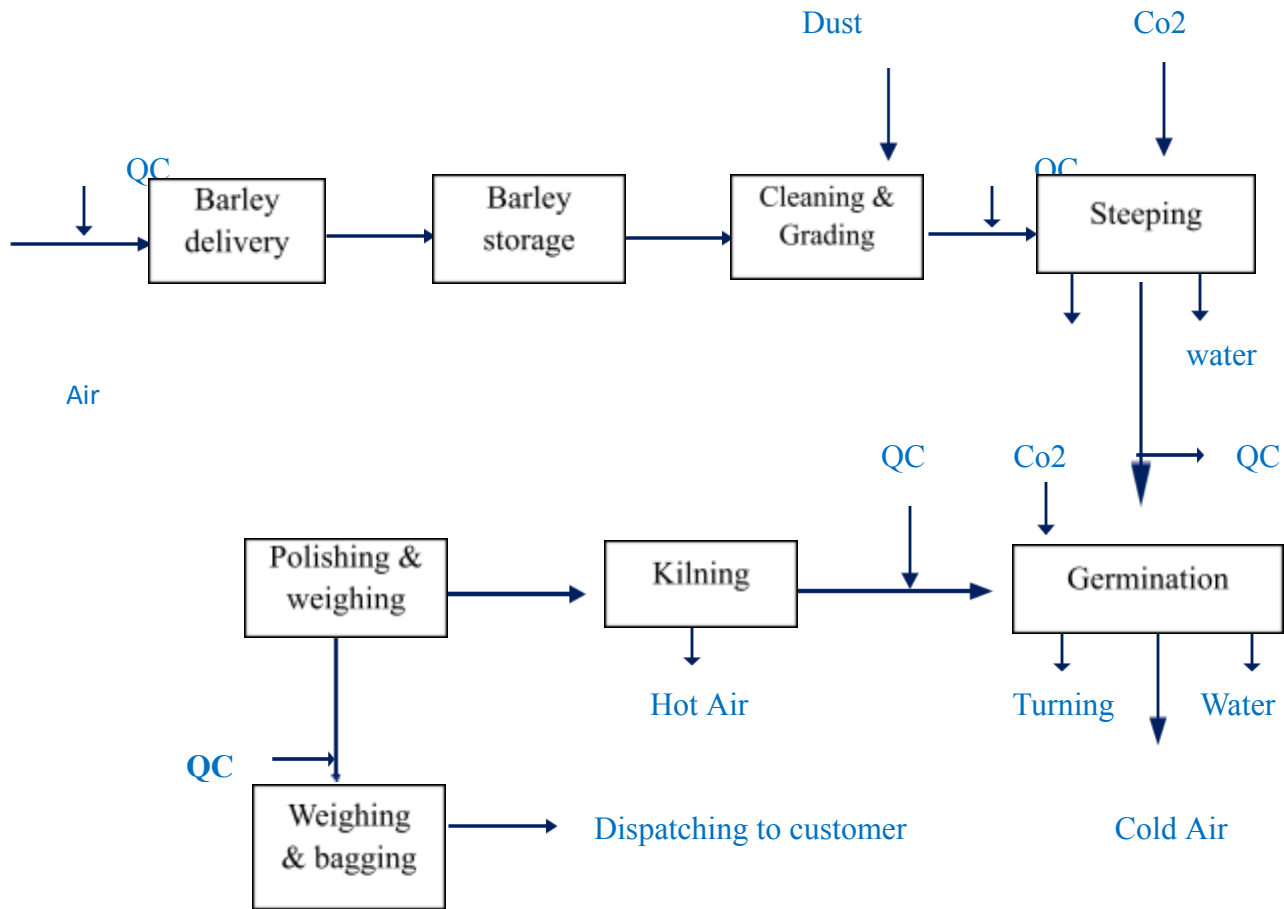 Dust
Co2
QC
QC
Barley
delivery
Barley
storage
Cleaning &
Grading
Steeping
water
Air
QC
Co2
QC
Polishing &
weighing
Kilning
Germination
Hot Air
Turning
Water
QC
Weighing
& bagging
Dispatching to customer
Cold Air